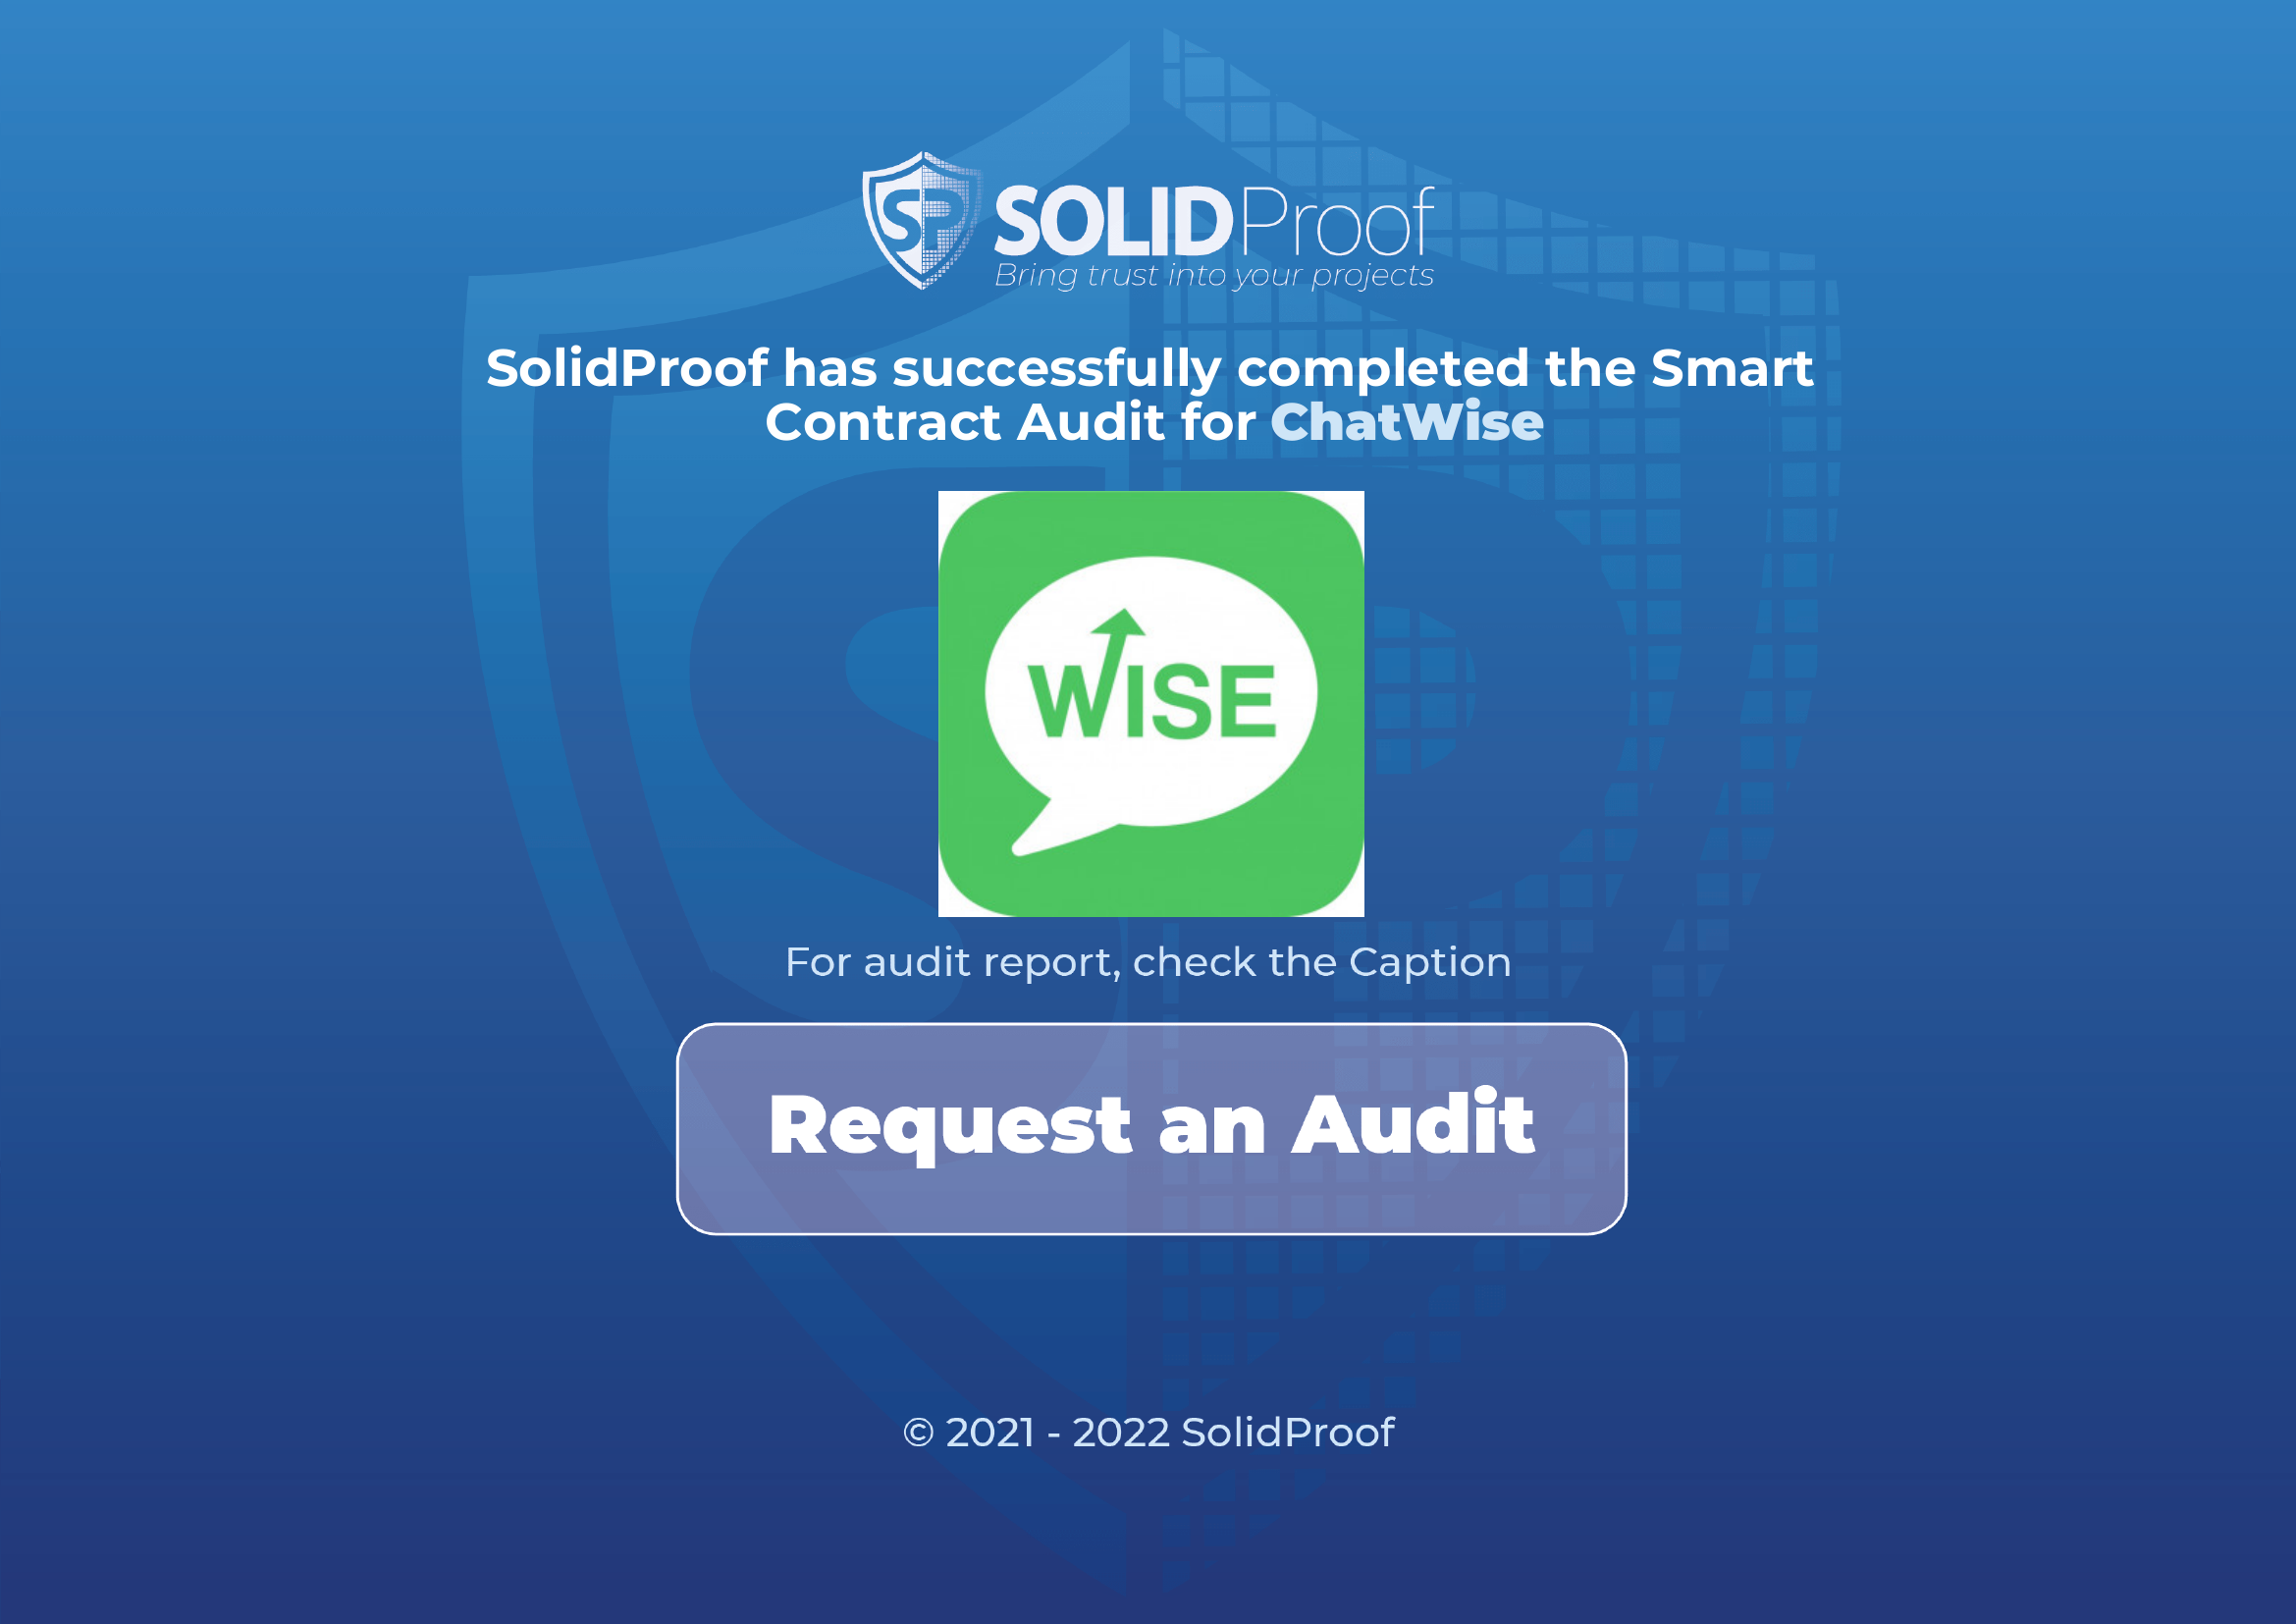 SP SOLIDProof
Bring trust into your projects
SolidProof has successfully completed the Smart
Contract Audit for ChatWise
WISE
For audit report, check the Caption
Request an Audit
© 2021 - 2022 SolidProof